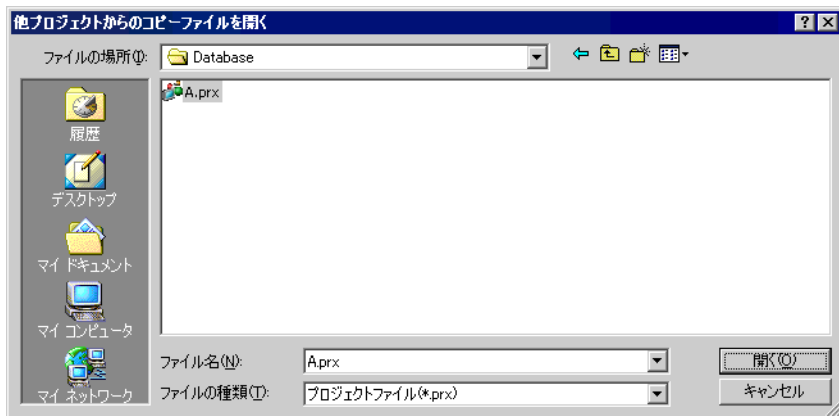 他プロジェクトからのコピーファイルを開く
ファイルの場所(I):
Database
履歴
デスクトップ
マイ ドキュメント
マイ コンピュータ
マイ ネットワーク
A.prx
ファイル名(N):
A.prx
開く(O)
ファイルの種類(T):
プロジェクトファイル(*.prx)
キャンセル